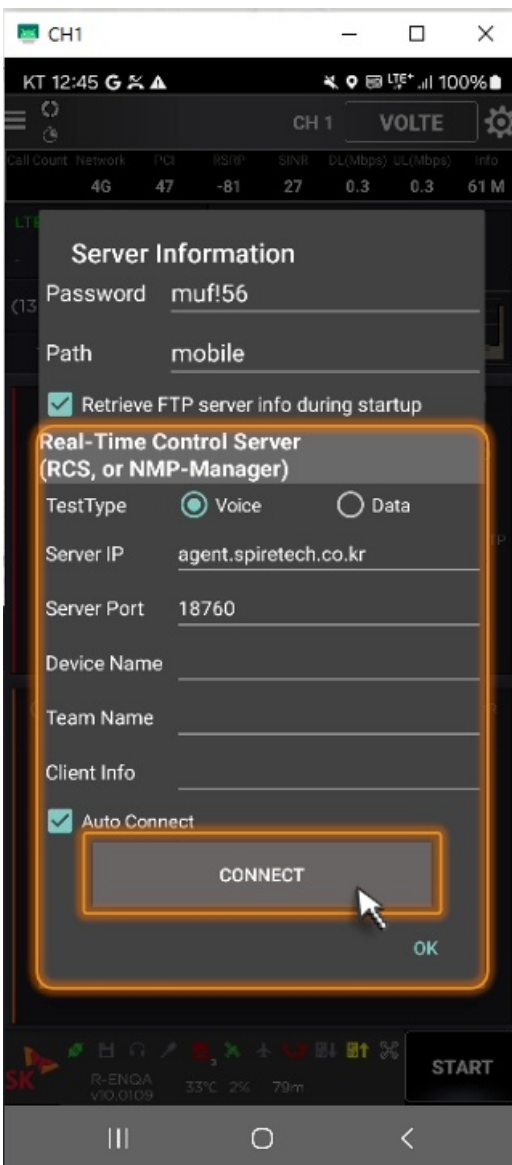 CH1
KT 12:45 G LTE+ 100%
CH 1 VOLTE
Call Count Network PCI RSRP SINR DL(Mbps) UL(Mbps) Info
4G 47 -81 27 0.3 0.3 61 M
LTE
Server Information
(13
Password muf!56
Path mobile
Retrieve FTP server info during startup
Real-Time Control Server
(RCS, or NMP-Manager)
TestType Voice Data
Server IP agent.spiretech.co.kr
Server Port 18760
Device Name
Team Name
Client Info
Auto Connect
CONNECT
OK
SK
R-ENQA 33℃ 2% 79m
v10.0109
START